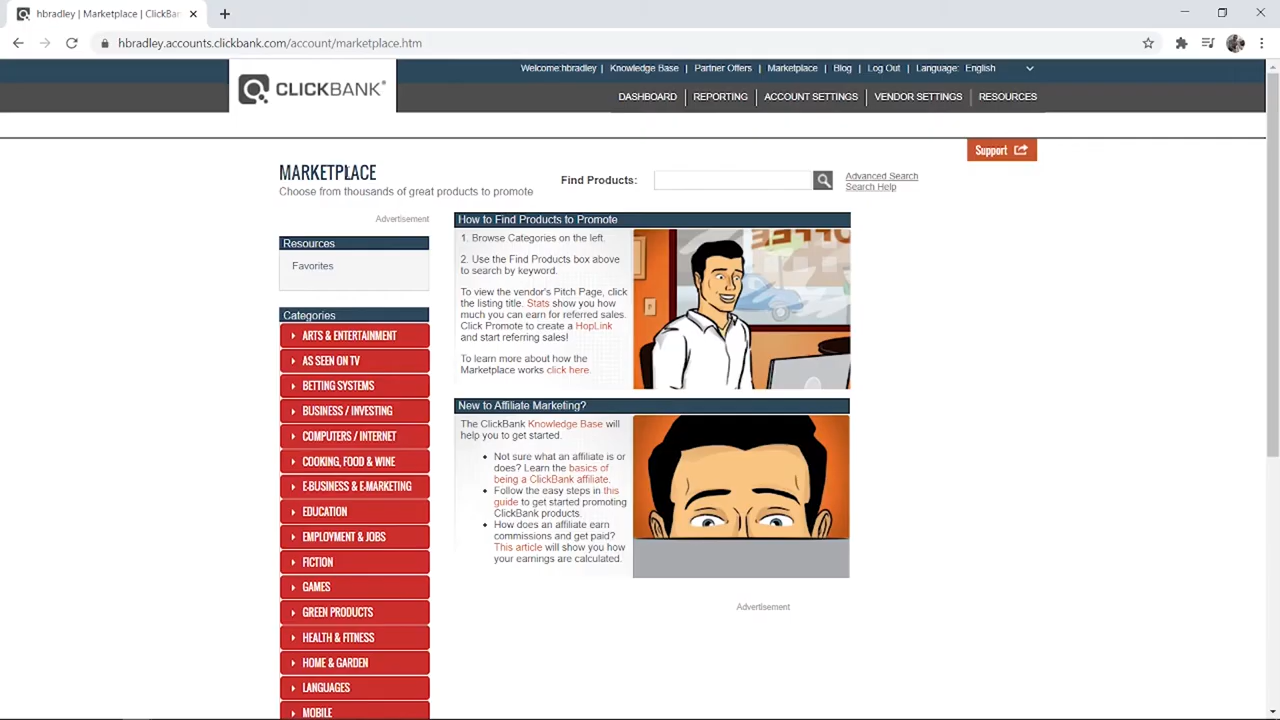 hbradley | Marketplace | ClickBan
hbradley.accounts.clickbank.com/account/marketplace.htm
Welcome:hbradley | Knowledge Base | Partner Offers | Marketplace | Blog | Log Out | Language: English
CLICKBANK®
DASHBOARD | REPORTING | ACCOUNT SETTINGS | VENDOR SETTINGS | RESOURCES
Support
MARKETPLACE
Choose from thousands of great products to promote
Find Products:
Advanced Search
Search Help
Advertisement
Resources
Favorites
Categories
ARTS & ENTERTAINMENT
AS SEEN ON TV
BETTING SYSTEMS
BUSINESS / INVESTING
COMPUTERS / INTERNET
COOKING, FOOD & WINE
E-BUSINESS & E-MARKETING
EDUCATION
EMPLOYMENT & JOBS
FICTION
GAMES
GREEN PRODUCTS
HEALTH & FITNESS
HOME & GARDEN
LANGUAGES
MOBILE
How to Find Products to Promote
1. Browse Categories on the left.
2. Use the Find Products box above
to search by keyword.
To view the vendor's Pitch Page, click
the listing title. Stats show you how
much you can earn for referred sales.
Click Promote to create a HopLink
and start referring sales!
To learn more about how the
Marketplace works click here.
New to Affiliate Marketing?
The ClickBank Knowledge Base will
help you to get started.
Not sure what an affiliate is or
does? Learn the basics of
being a ClickBank affiliate.
Follow the easy steps in this
guide to get started promoting
ClickBank products.
How does an affiliate earn
commissions and get paid?
This article will show you how
your earnings are calculated.
Advertisement